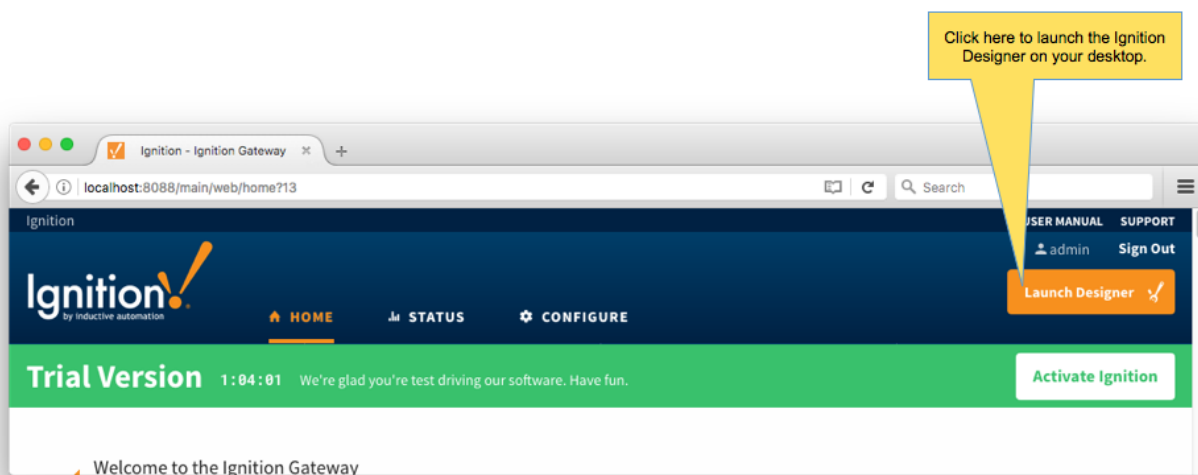 Click here to launch the Ignition
Designer on your desktop.
Ignition - Ignition Gateway
localhost:8088/main/web/home?13
Search
Ignition
USER MANUAL SUPPORT
admin Sign Out
Ignition!
by inductive automation
Launch Designer
HOME STATUS CONFIGURE
Trial Version 1:04:01 We're glad you're test driving our software. Have fun.
Activate Ignition
Welcome to the Ignition Gateway